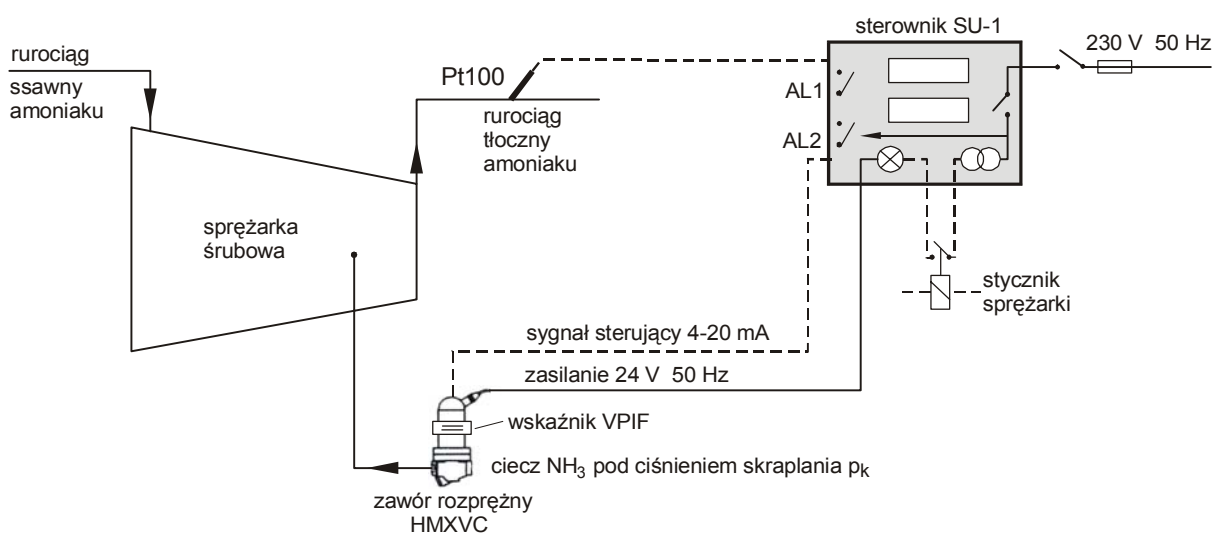 sterownik SU-1
230 V 50 Hz
rurociąg
ssawny
amoniaku
Pt100
rurociąg
tłoczny
amoniaku
AL1
AL2
sprężarka
śrubowa
stycznik
sprężarki
sygnał sterujący 4-20 mA
zasilanie 24 V 50 Hz
wskaźnik VPIF
ciecz NH₃ pod ciśnieniem skraplania pk
zawór rozprężny
HMXVC